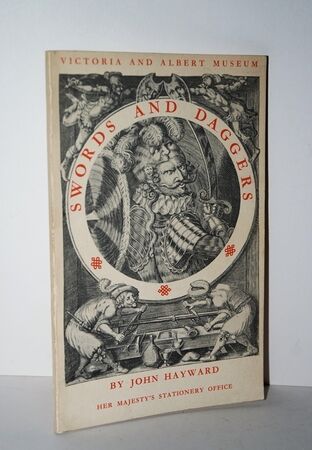 VICTORIA AND ALBERT MUSEUM
SWORDS AND DAGGERS
BY JOHN HAYWARD
HER MAJESTY'S STATIONERY OFFICE